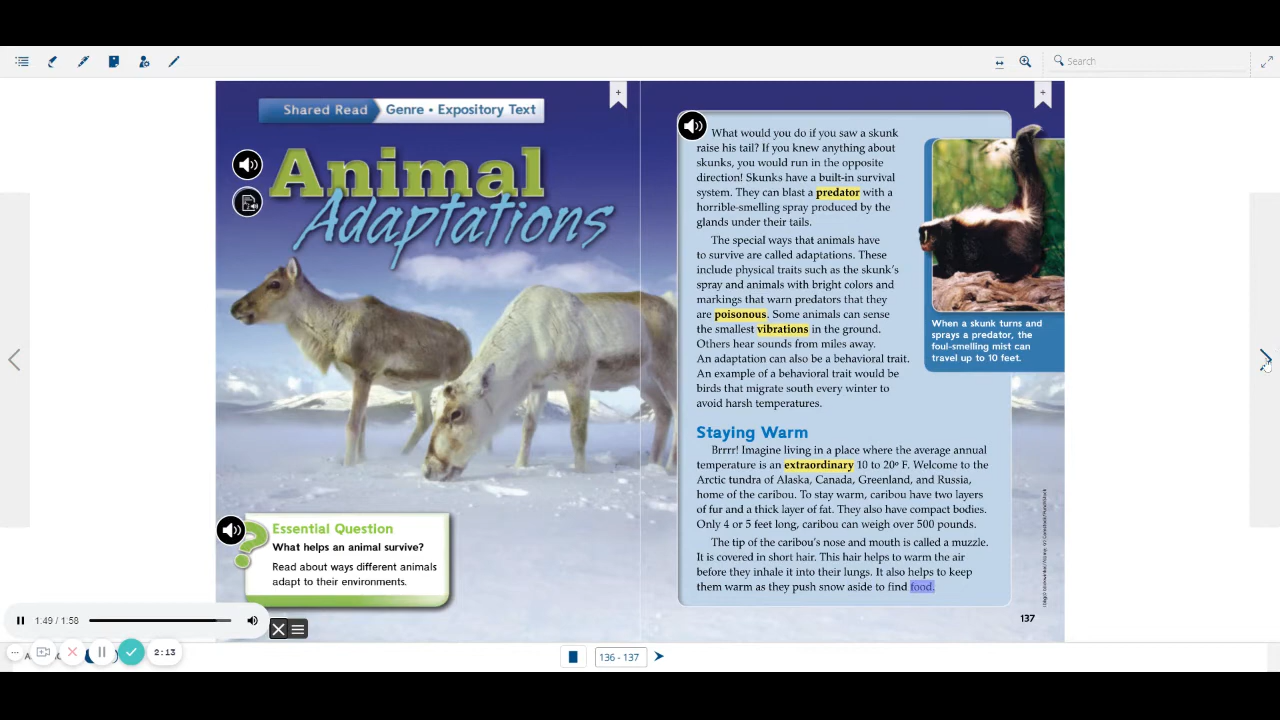 Search
Shared Read
Genre • Expository Text
Animal
Adaptations
What would you do if you saw a skunk
raise his tail? If you knew anything about
skunks, you would run in the opposite
direction! Skunks have a built-in survival
system. They can blast a predator with a
horrible-smelling spray produced by the
glands under their tails.
The special ways that animals have
to survive are called adaptations. These
include physical traits such as the skunk's
spray and animals with bright colors and
markings that warn predators that they
are poisonous. Some animals can sense
the smallest vibrations in the ground.
Others hear sounds from miles away.
An adaptation can also be a behavioral trait.
An example of a behavioral trait would be
birds that migrate south every winter to
avoid harsh temperatures.
When a skunk turns and
sprays a predator, the
foul-smelling mist can
travel up to 10 feet.
Staying Warm
Brrrr! Imagine living in a place where the average annual
temperature is an extraordinary 10 to 20º F. Welcome to the
Arctic tundra of Alaska, Canada, Greenland, and Russia,
home of the caribou. To stay warm, caribou have two layers
of fur and a thick layer of fat. They also have compact bodies.
Only 4 or 5 feet long, caribou can weigh over 500 pounds.
The tip of the caribou's nose and mouth is called a muzzle.
It is covered in short hair. This hair helps to warm the air
before they inhale it into their lungs. It also helps to keep
them warm as they push snow aside to find food.
Essential Question
What helps an animal survive?
Read about ways different animals
adapt to their environments.
137
1:49 / 1:58
2:13
136 - 137